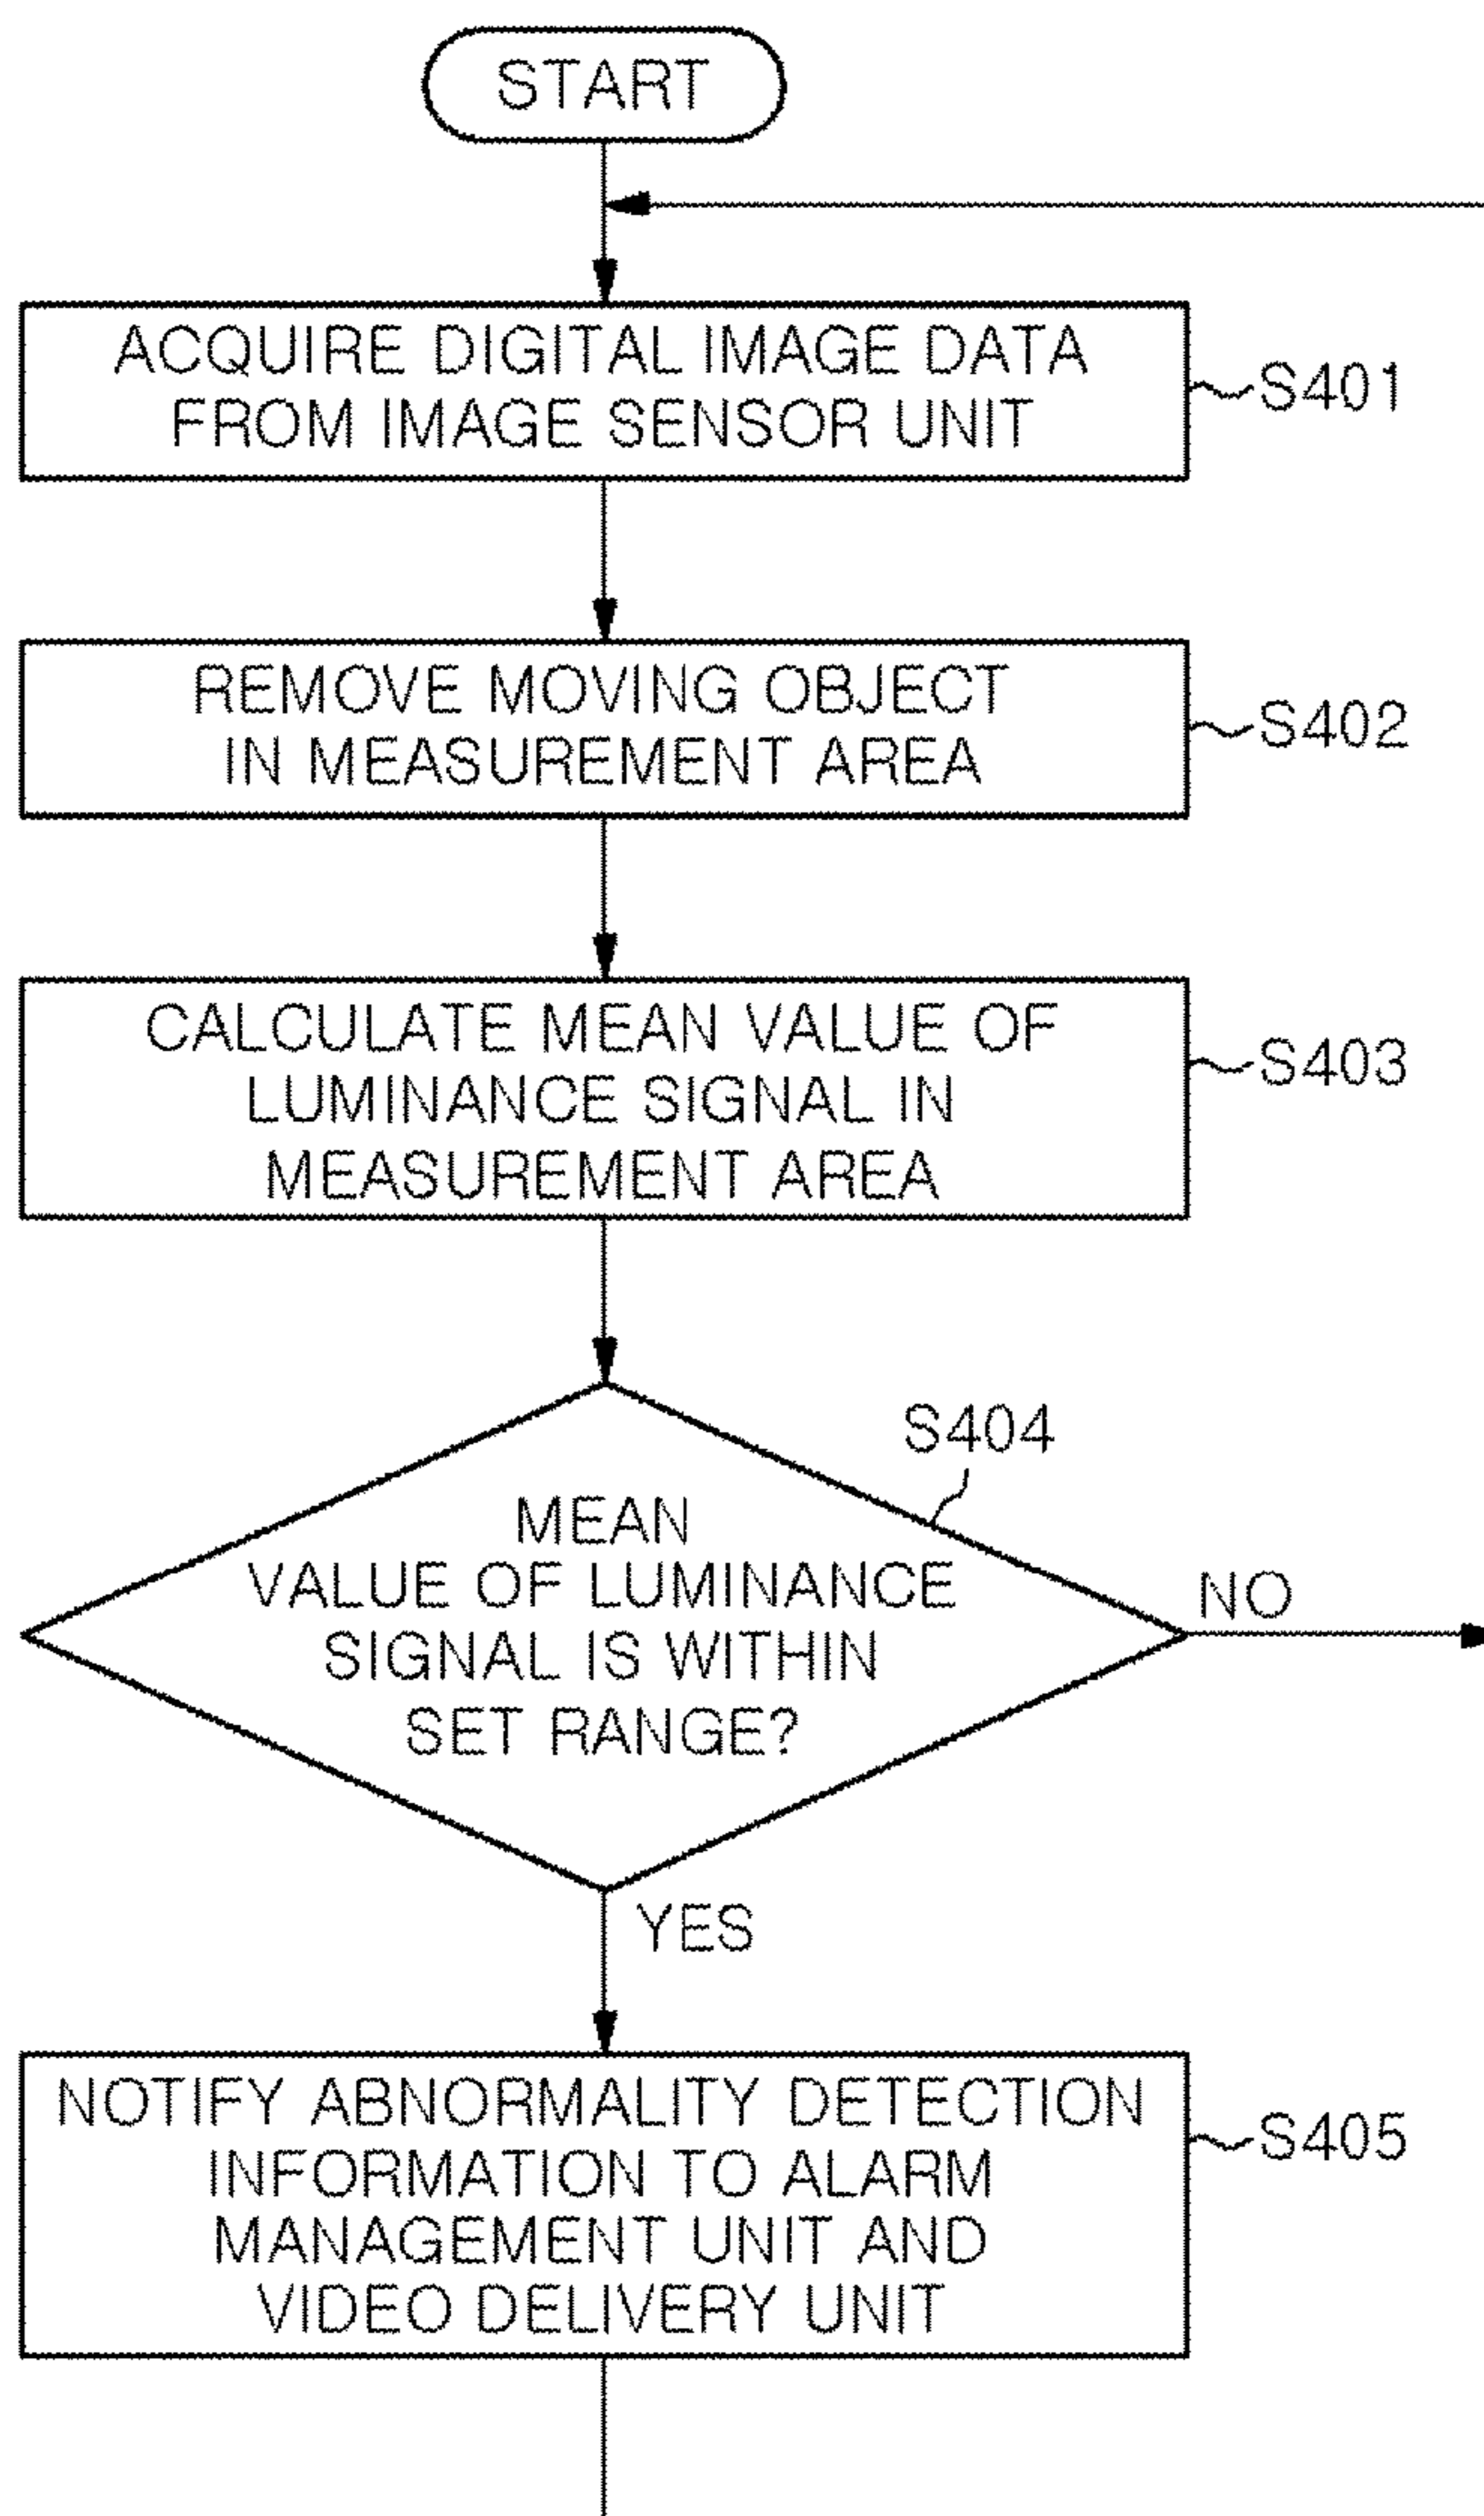 START
ACQUIRE DIGITAL IMAGE DATA
FROM IMAGE SENSOR UNIT
S401
REMOVE MOVING OBJECT
IN MEASUREMENT AREA
S402
CALCULATE MEAN VALUE OF
LUMINANCE SIGNAL IN
MEASUREMENT AREA
S403
S404
MEAN
VALUE OF LUMINANCE
SIGNAL IS WITHIN
SET RANGE?
NO
YES
NOTIFY ABNORMALITY DETECTION
INFORMATION TO ALARM
MANAGEMENT UNIT AND
VIDEO DELIVERY UNIT
S405